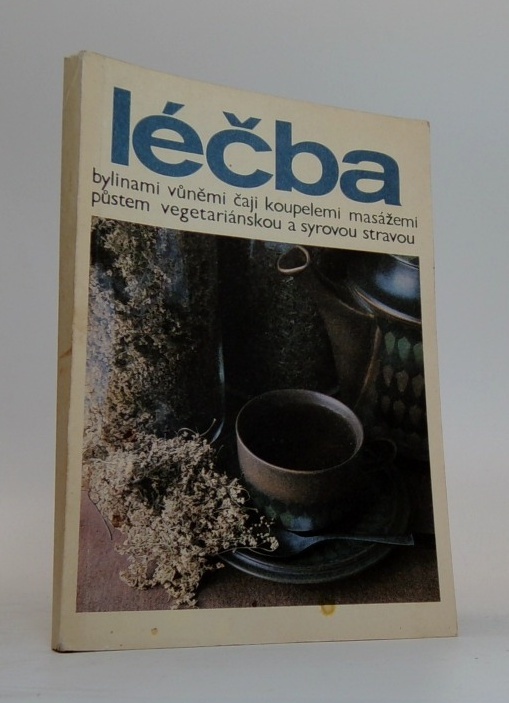 léčba
bylinami vůněmi čaji koupelemi masážemi
půstem vegetariánskou a syrovou stravou